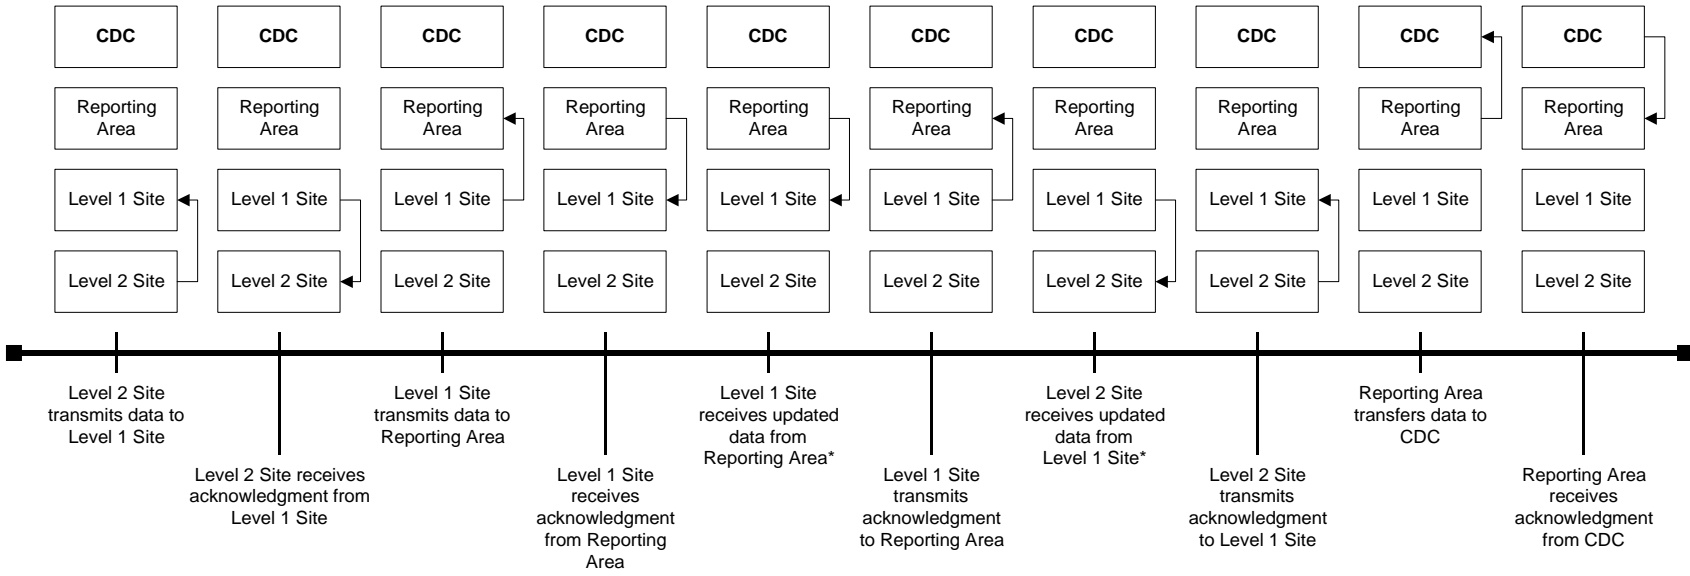 CDC
CDC
CDC
CDC
CDC
CDC
CDC
CDC
CDC
CDC
Reporting
Area
Reporting
Area
Reporting
Area
Reporting
Area
Reporting
Area
Reporting
Area
Reporting
Area
Reporting
Area
Reporting
Area
Reporting
Area
Level 1 Site
Level 1 Site
Level 1 Site
Level 1 Site
Level 1 Site
Level 1 Site
Level 1 Site
Level 1 Site
Level 1 Site
Level 1 Site
Level 2 Site
Level 2 Site
Level 2 Site
Level 2 Site
Level 2 Site
Level 2 Site
Level 2 Site
Level 2 Site
Level 2 Site
Level 2 Site
Level 2 Site
transmits data to
Level 1 Site
Level 2 Site receives
acknowledgment from
Level 1 Site
Level 1 Site
transmits data to
Reporting Area
Level 1 Site
receives
acknowledgment
from Reporting
Area
Level 1 Site
receives updated
data from
Reporting Area*
Level 1 Site
transmits
acknowledgment
to Reporting Area
Level 2 Site
receives updated
data from
Level 1 Site*
Level 2 Site
transmits
acknowledgment
to Level 1 Site
Reporting Area
transfers data to
CDC
Reporting Area
receives
acknowledgment
from CDC